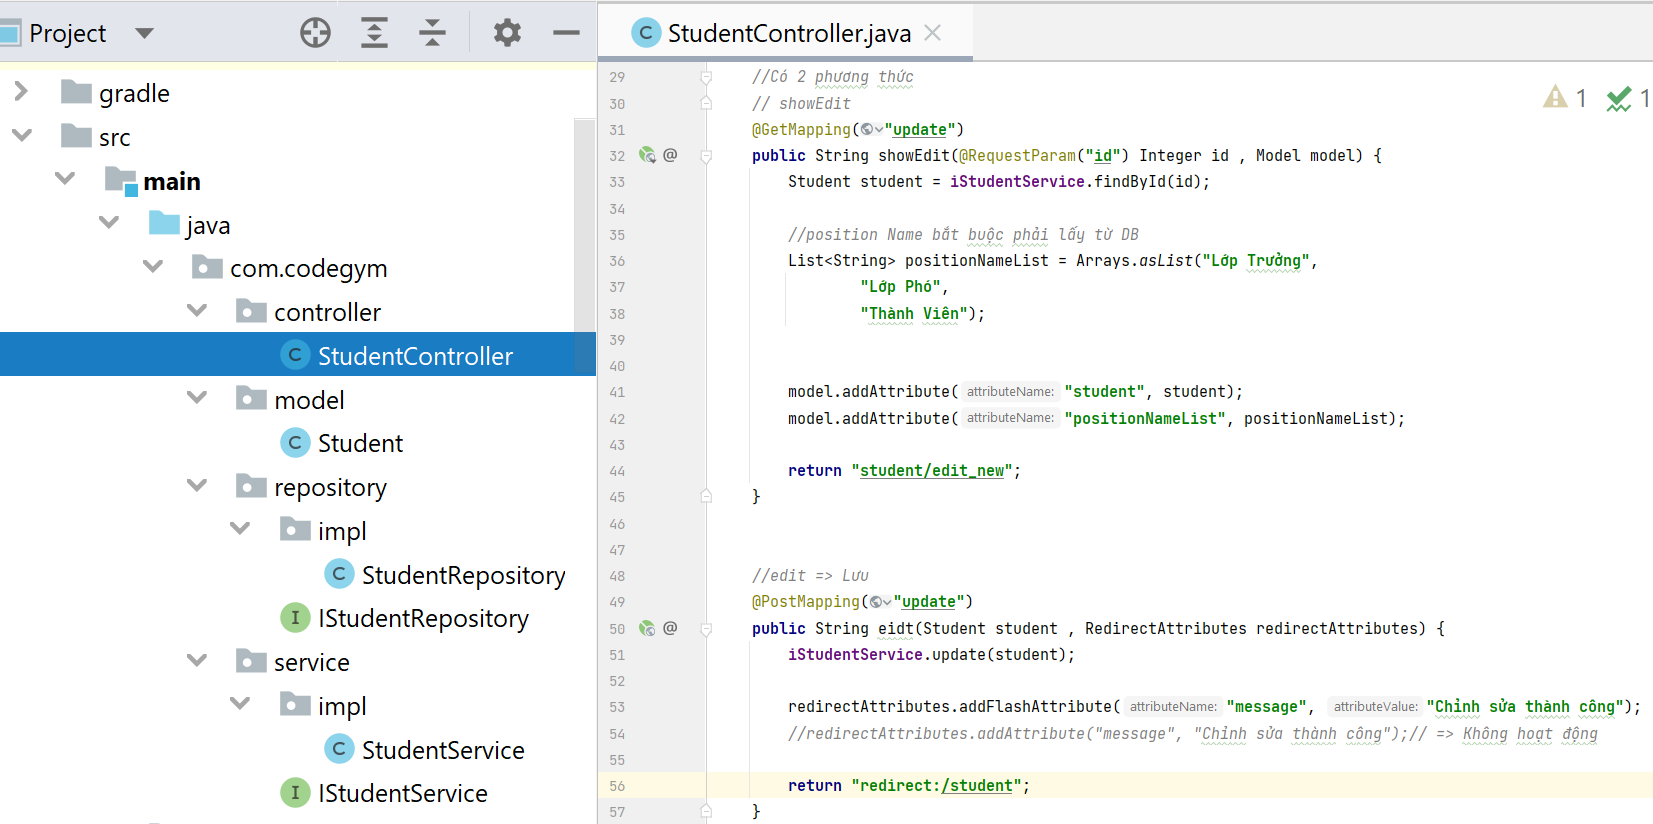 Project
gradle
src
main
java
com.codegym
controller
C StudentController
model
C Student
repository
impl
C StudentRepository
I IStudentRepository
service
impl
C StudentService
I IStudentService
C StudentController.java
1 1
29 //Có 2 phương thức
30 // showEdit
31 @GetMapping("update")
32 @ public String showEdit(@RequestParam("id") Integer id , Model model) {
33 Student student = iStudentService.findById(id);
34
35 //position Name bắt buộc phải lấy từ DB
36 List<String> positionNameList = Arrays.asList("Lớp Trưởng",
37 "Lớp Phó",
38 "Thành Viên");
39
40
41 model.addAttribute( attributeName: "student", student);
42 model.addAttribute( attributeName: "positionNameList", positionNameList);
43
44 return "student/edit_new";
45 }
46
47
48 //edit => Lưu
49 @PostMapping("update")
50 @ public String eidt(Student student , RedirectAttributes redirectAttributes) {
51 iStudentService.update(student);
52
53 redirectAttributes.addFlashAttribute( attributeName: "message", attributeValue: "Chỉnh sửa thành công");
54 //redirectAttributes.addAttribute("message", "Chỉnh sửa thành công");// => Không hoạt động
55
56 return "redirect:/student";
57 }